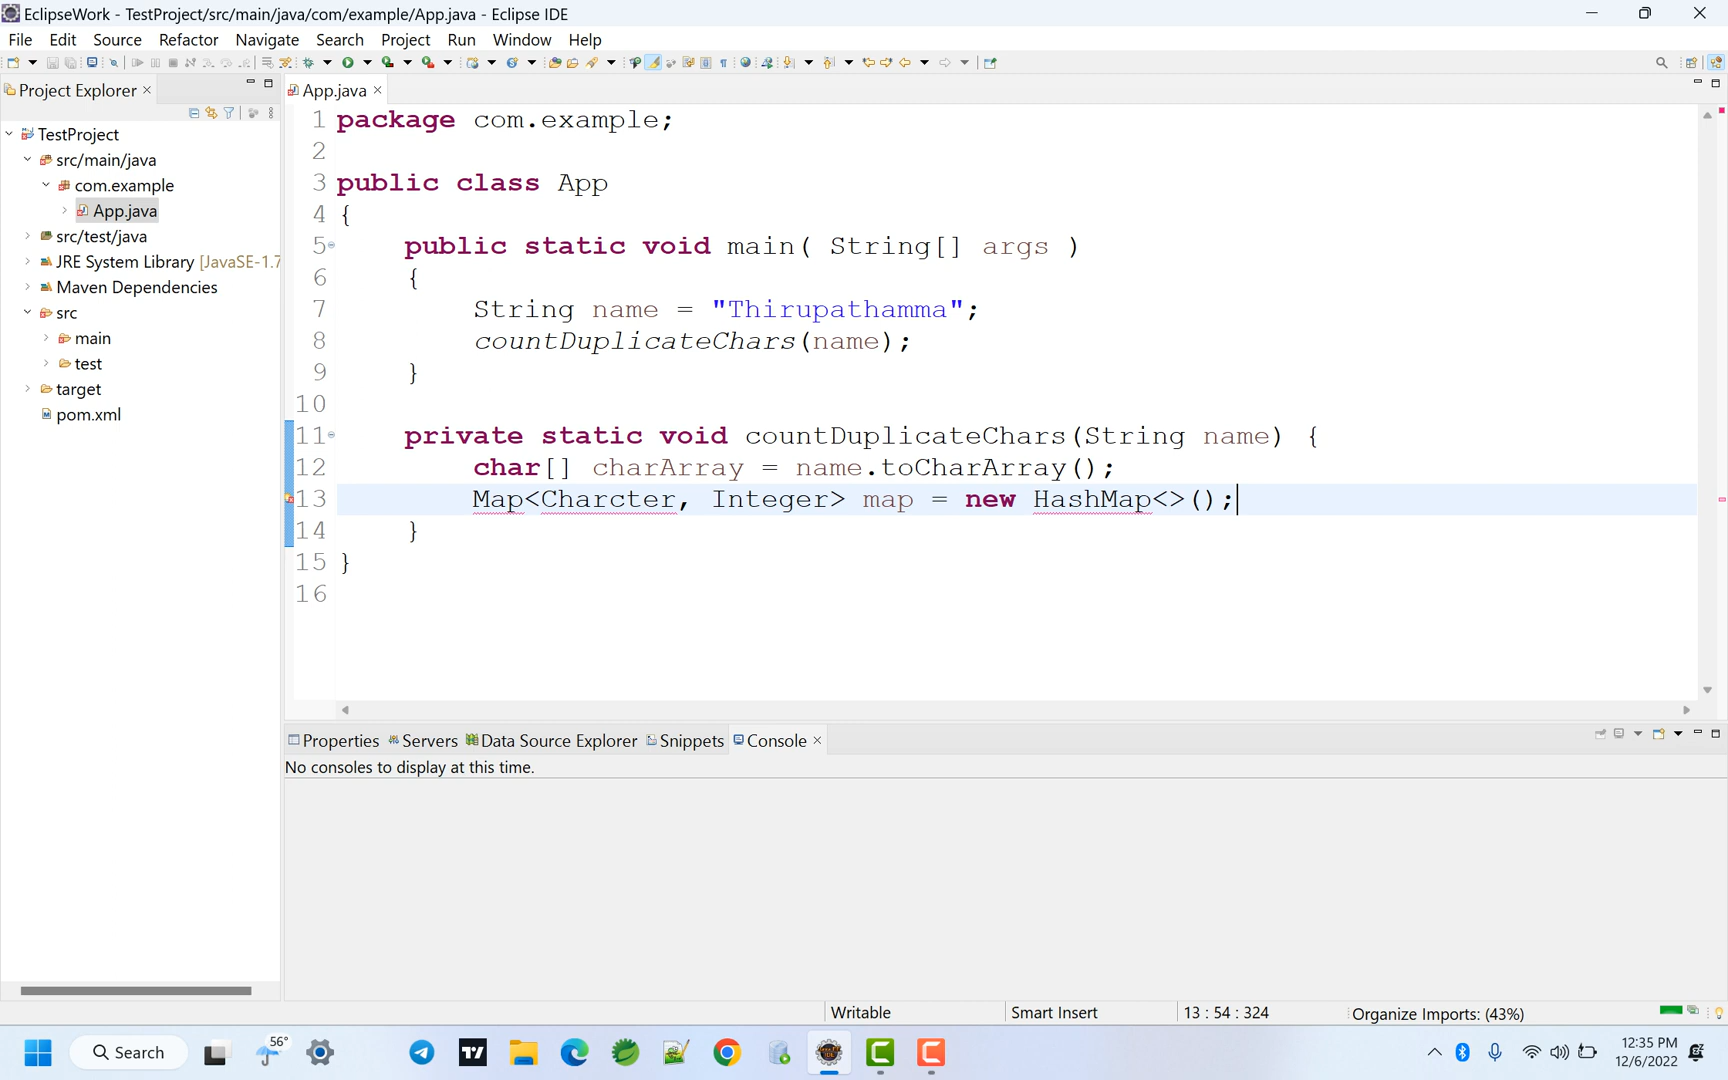 EclipseWork - TestProject/src/main/java/com/example/App.java - Eclipse IDE
File Edit Source Refactor Navigate Search Project Run Window Help
Project Explorer
App.java
TestProject
src/main/java
com.example
App.java
src/test/java
JRE System Library [JavaSE-1.7
Maven Dependencies
src
main
test
target
pom.xml
1 package com.example;
2
3 public class App
4 {
5 public static void main( String[] args )
6 {
7 String name = "Thirupathamma";
8 countDuplicateChars(name);
9 }
10
11 private static void countDuplicateChars(String name) {
12 char[] charArray = name.toCharArray();
13 Map<Charcter, Integer> map = new HashMap<>();
14 }
15 }
16
Properties Servers Data Source Explorer Snippets Console
No consoles to display at this time.
Writable Smart Insert 13 : 54 : 324 Organize Imports: (43%)
Search 56° 12:35 PM
12/6/2022